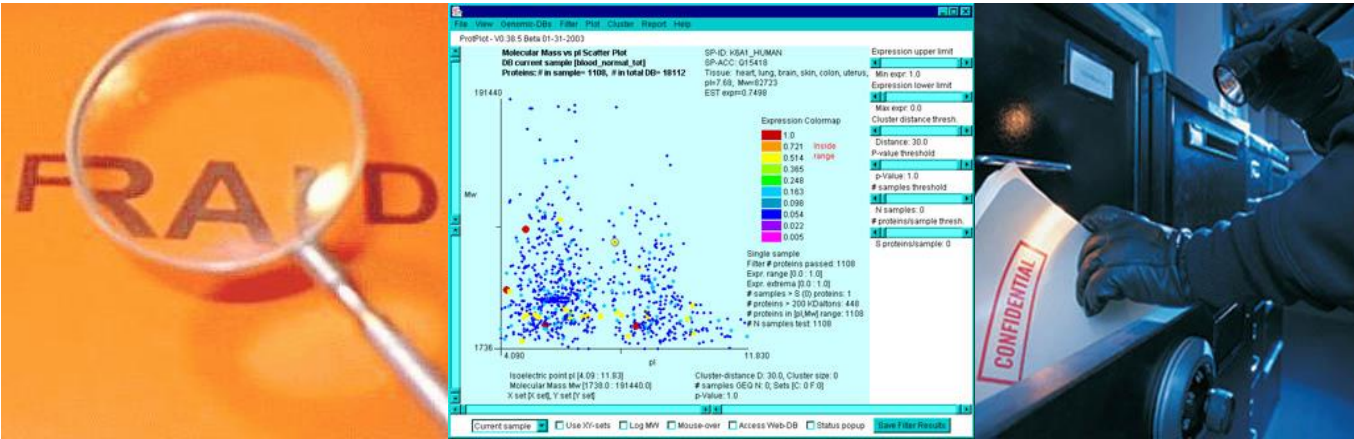 FRAUD
File View Genomic-DBs Filter Plot Cluster Report Help
ProtPlot - V0.38.5 Beta 01-31-2003
Molecular Mass vs pI Scatter Plot
DB current sample [blood_normal_tot]
Proteins: # in sample= 1108, # in total DB= 18112
SP-ID: K6A1_HUMAN
SP-ACC: Q15418
Tissue: heart, lung, brain, skin, colon, uterus,
pI=7.68, Mw=82723
EST expr=0.7498
191440
Mw
1736
4.090
11.830
pI
Expression Colormap
1.0
0.721
0.514
0.365
0.248
0.163
0.098
0.054
0.022
0.005
Inside
range
Single sample
Filter # proteins passed: 1108
Expr. range [0.0 : 1.0]
Expr. extrema [0.0 : 1.0]
# samples > S (0) proteins: 1
# proteins > 200 KDaltons: 448
# proteins in [pI,Mw] range: 1108
# N samples test: 1108
Isoelectric point pI [4.09 : 11.83]
Molecular Mass Mw [1738.0 : 191440.0]
X set [X set], Y set [Y set]
Cluster-distance D: 30.0, Cluster size: 0
# samples GEQ N: 0; Sets [C: 0 F:0]
p-Value: 1.0
Expression upper limit
Min expr: 1.0
Expression lower limit
Max expr: 0.0
Cluster distance thresh.
Distance: 30.0
P-value threshold
p-Value: 1.0
# samples threshold
N samples: 0
# proteins/sample thresh.
S proteins/sample: 0
Current sample
Use XY-sets
Log MW
Mouse-over
Access Web-DB
Status popup
Save Filter Results
CONFIDENTIAL